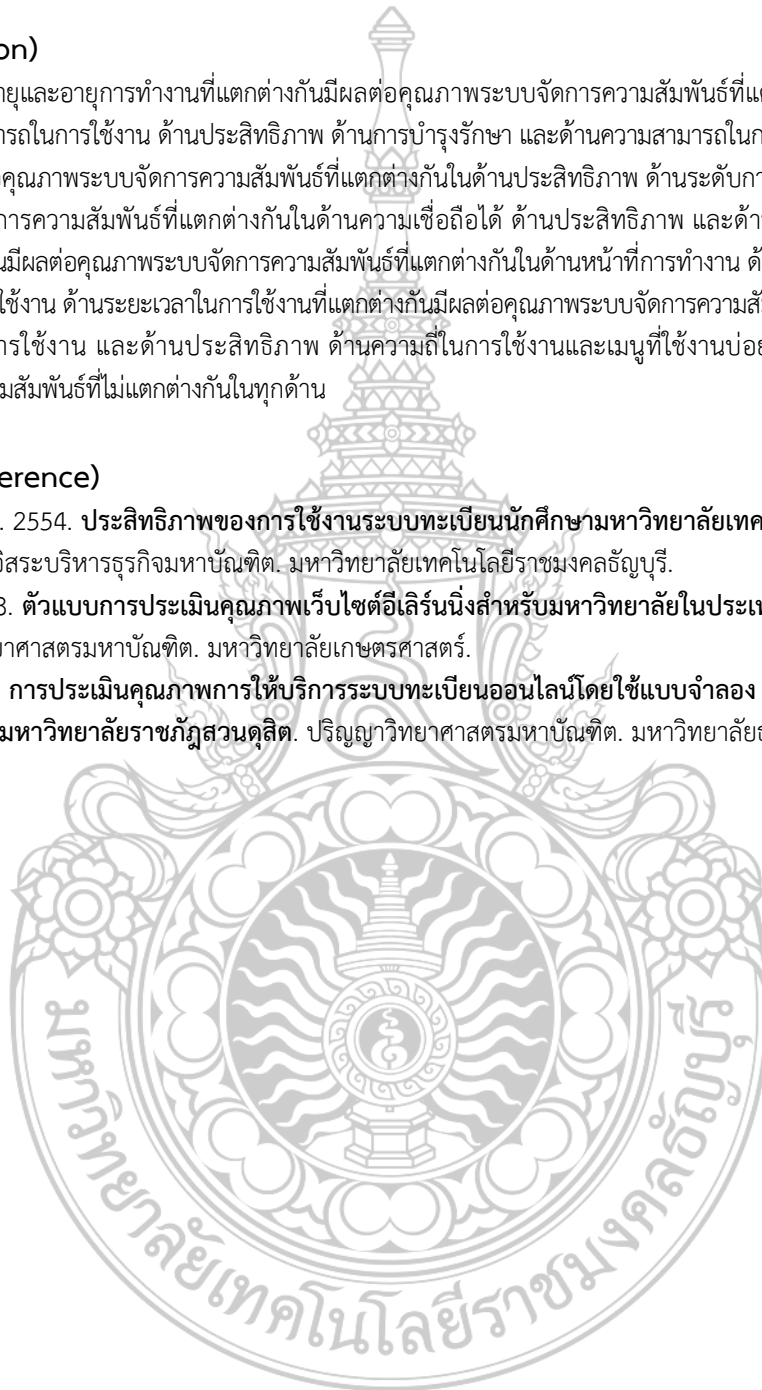 on)
ายุและอายุการทำงานที่แตกต่างกันมีผลต่อคุณภาพระบบจัดการความสัมพันธ์ที่แต
ารถในการใช้งาน ด้านประสิทธิภาพ ด้านการบำรุงรักษา และด้านความสามารถในก
อคุณภาพระบบจัดการความสัมพันธ์ที่แตกต่างกันในด้านประสิทธิภาพ ด้านระดับกา
การความสัมพันธ์ที่แตกต่างกันในด้านความเชื่อถือได้ ด้านประสิทธิภาพ และด้า
นมีผลต่อคุณภาพระบบจัดการความสัมพันธ์ที่แตกต่างกันในด้านหน้าที่การทำงาน ด้
ใช้งาน ด้านระยะเวลาในการใช้งานที่แตกต่างกันมีผลต่อคุณภาพระบบจัดการความสั
ารใช้งาน และด้านประสิทธิภาพ ด้านความถี่ในการใช้งานและเมนูที่ใช้งานบ่อย
มสัมพันธ์ที่ไม่แตกต่างกันในทุกด้าน
erence)
. 2554. ประสิทธิภาพของการใช้งานระบบทะเบียนนักศึกษามหาวิทยาลัยเทค
อิสระบริหารธุรกิจมหาบัณฑิต. มหาวิทยาลัยเทคโนโลยีราชมงคลธัญบุรี.
3. ตัวแบบการประเมินคุณภาพเว็บไซต์อีเลิร์นนิ่งสำหรับมหาวิทยาลัยในประเท
ยาศาสตรมหาบัณฑิต. มหาวิทยาลัยเกษตรศาสตร์.
การประเมินคุณภาพการให้บริการระบบทะเบียนออนไลน์โดยใช้แบบจำลอง
มหาวิทยาลัยราชภัฏสวนดุสิต. ปริญญาวิทยาศาสตรมหาบัณฑิต. มหาวิทยาลัยธ
มหาวิทยาลัยเทคโนโลยีราชมงคลธัญบุรี